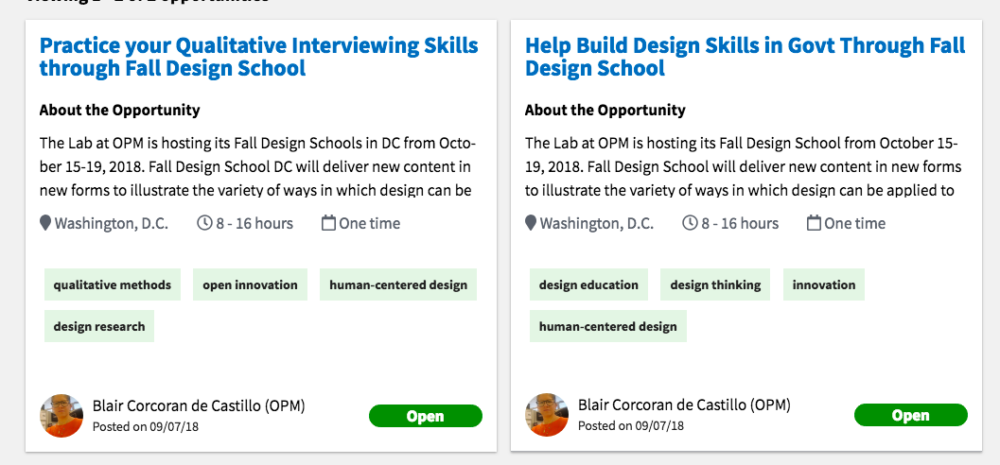 Practice your Qualitative Interviewing Skills
through Fall Design School
About the Opportunity
The Lab at OPM is hosting its Fall Design Schools in DC from Octo-
ber 15-19, 2018. Fall Design School DC will deliver new content in
new forms to illustrate the variety of ways in which design can be
Washington, D.C. 8 - 16 hours One time
qualitative methods open innovation human-centered design
design research
Blair Corcoran de Castillo (OPM)
Posted on 09/07/18
Open
Help Build Design Skills in Govt Through Fall
Design School
About the Opportunity
The Lab at OPM is hosting its Fall Design School from October 15-
19, 2018. Fall Design School will deliver new content in new forms
to illustrate the variety of ways in which design can be applied to
Washington, D.C. 8 - 16 hours One time
design education design thinking innovation
human-centered design
Blair Corcoran de Castillo (OPM)
Posted on 09/07/18
Open